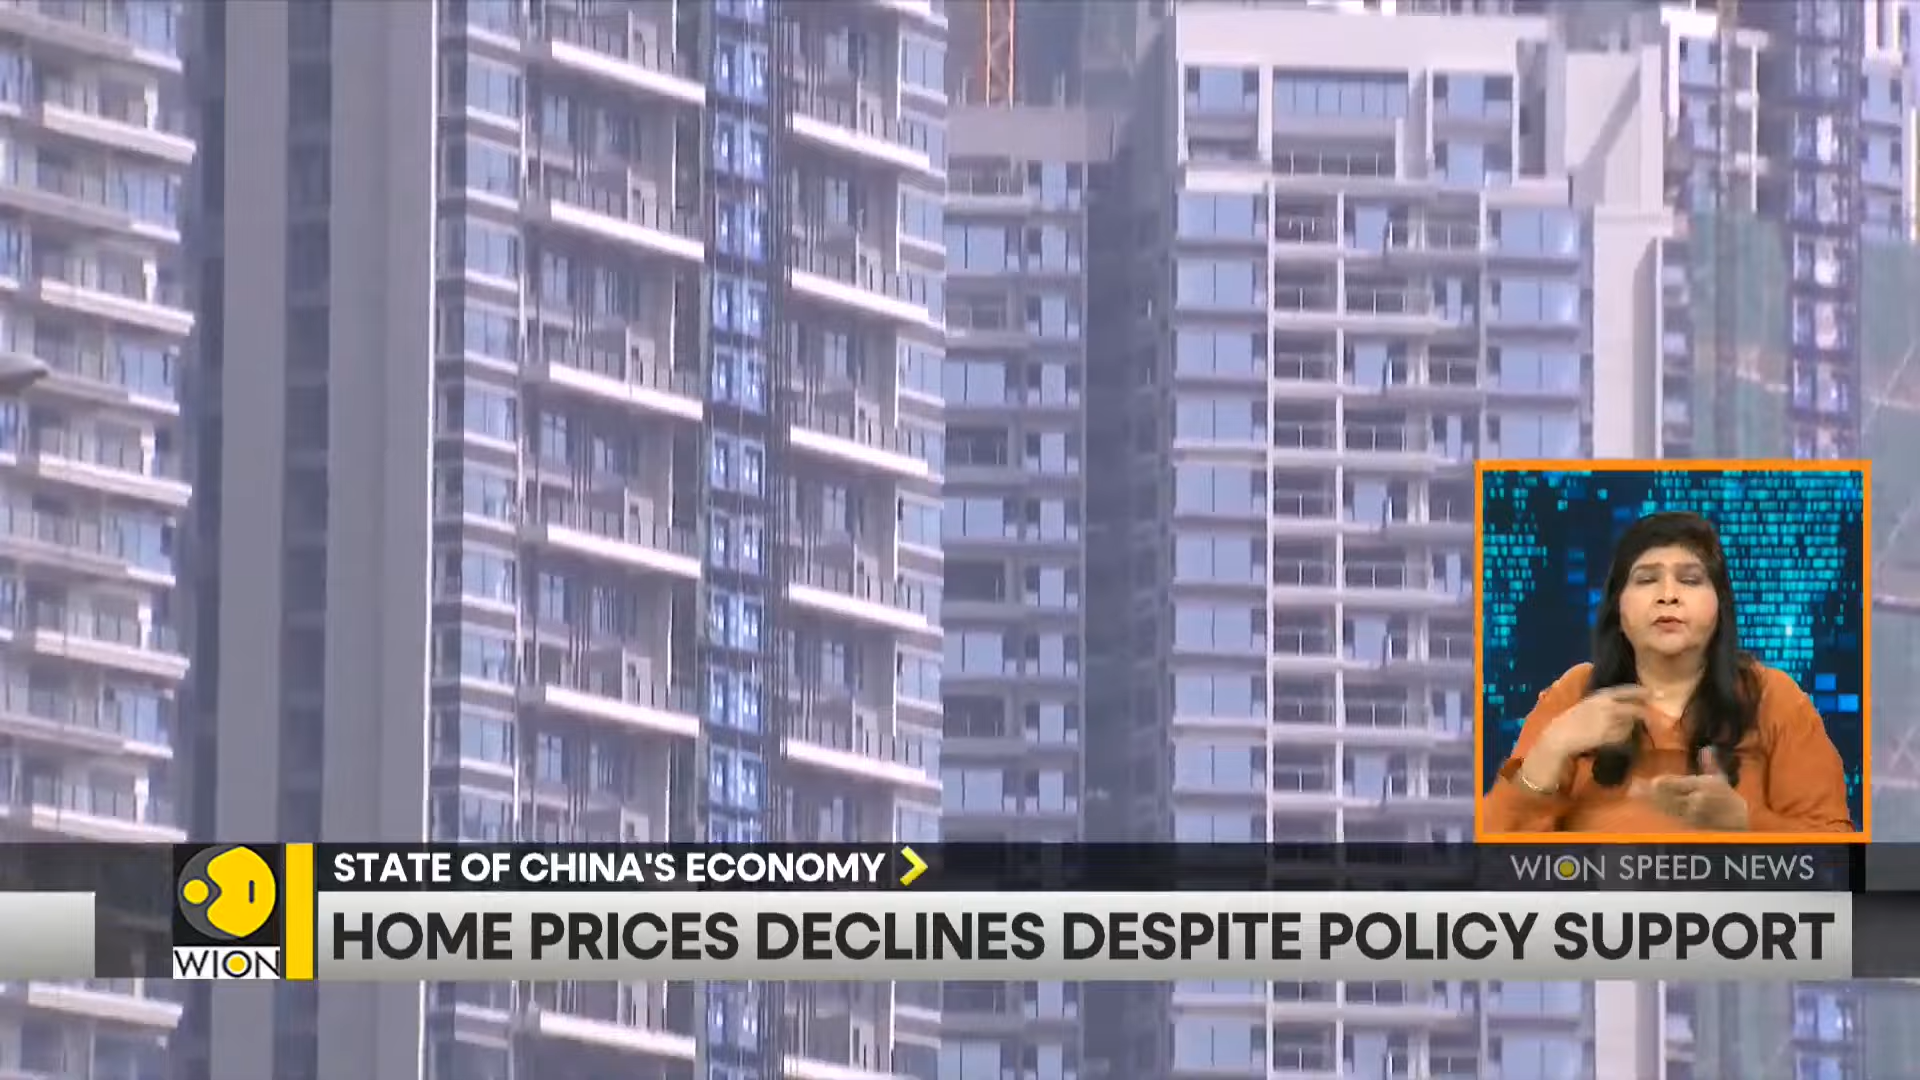 STATE OF CHINA'S ECONOMY
WION SPEED NEWS
HOME PRICES DECLINES DESPITE POLICY SUPPORT
WION